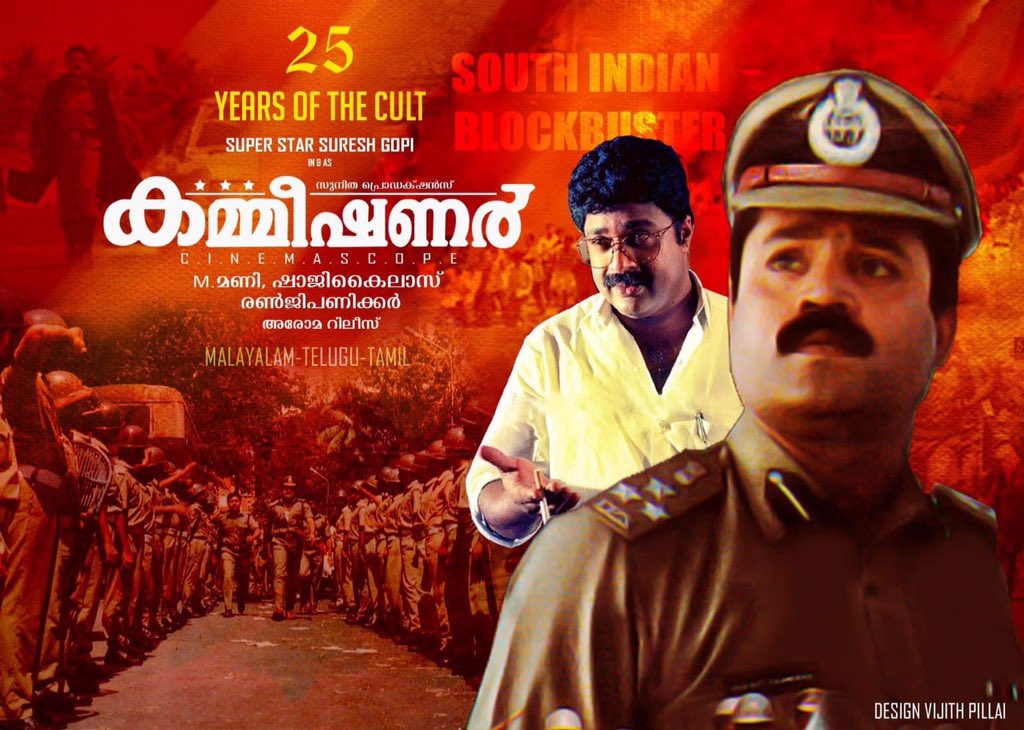 25
YEARS OF THE CULT
SUPER STAR SURESH GOPI
IN & AS
സുനിത പ്രൊഡക്ഷൻസ്
കമ്മീഷണർ
C.I.N.E.M.A.S.C.O.P.E
M.മണി, ഷാജികൈലാസ്
രൺജിപണിക്കർ
അരോമ റിലീസ്
MALAYALAM-TELUGU-TAMIL
SOUTH INDIAN
BLOCKBUSTER
DESIGN VIJITH PILLAI